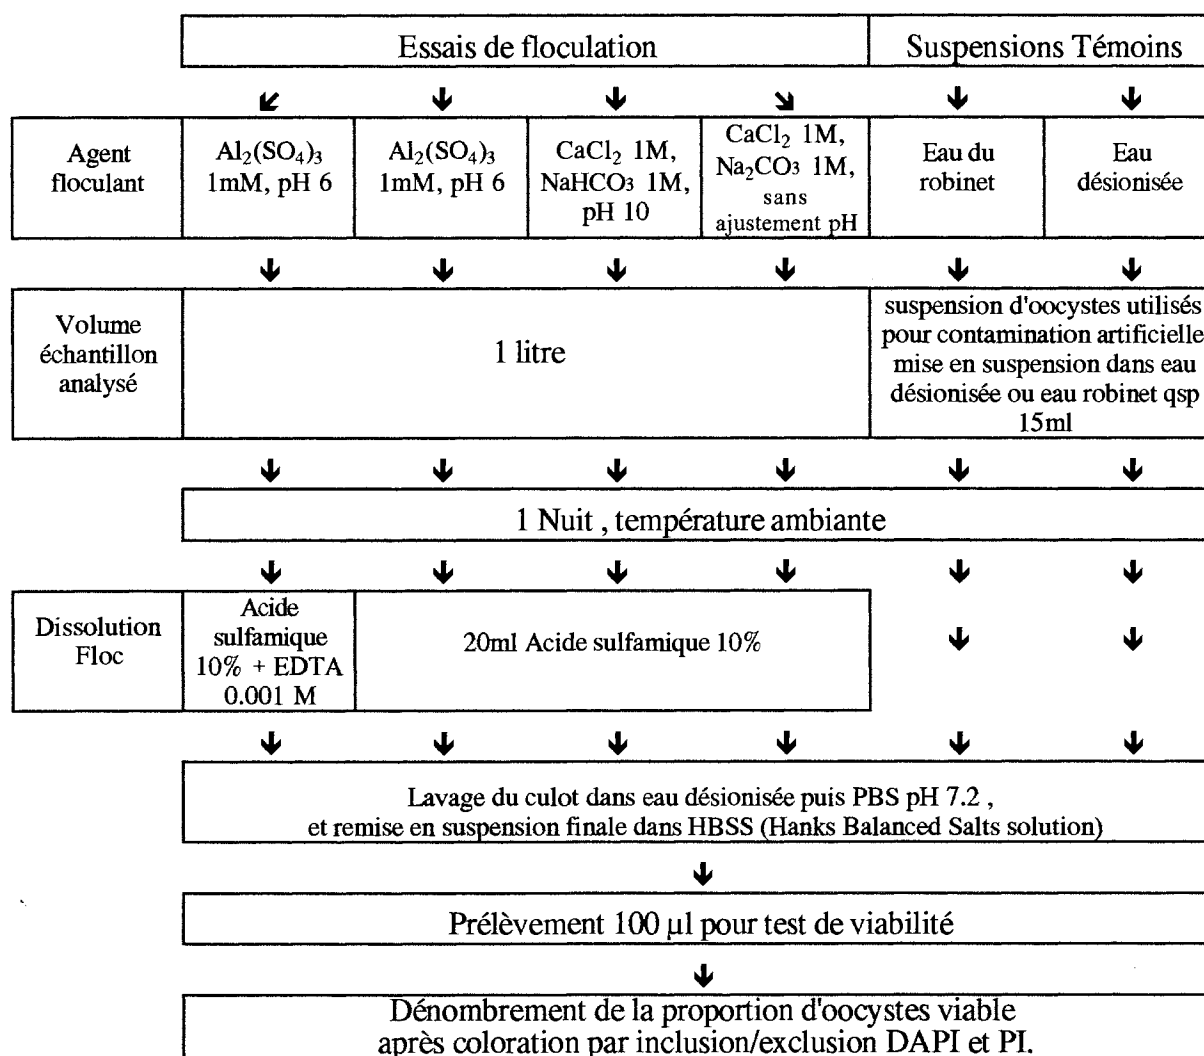 Essais de floculation
Suspensions Témoins
Agent
floculant
Al₂(SO₄)₃
1mM, pH 6
Al₂(SO₄)₃
1mM, pH 6
CaCl₂ 1M,
NaHCO₃ 1M,
pH 10
CaCl₂ 1M,
Na₂CO₃ 1M,
sans
ajustement pH
Eau du
robinet
Eau
désionisée
Volume
échantillon
analysé
1 litre
suspension d'oocystes utilisés
pour contamination artificielle
mise en suspension dans eau
désionisée ou eau robinet qsp
15ml
1 Nuit , température ambiante
Dissolution
Floc
Acide
sulfamique
10% + EDTA
0.001 M
20ml Acide sulfamique 10%
Lavage du culot dans eau désionisée puis PBS pH 7.2 ,
et remise en suspension finale dans HBSS (Hanks Balanced Salts solution)
Prélèvement 100 µl pour test de viabilité
Dénombrement de la proportion d'oocystes viable
après coloration par inclusion/exclusion DAPI et PI.